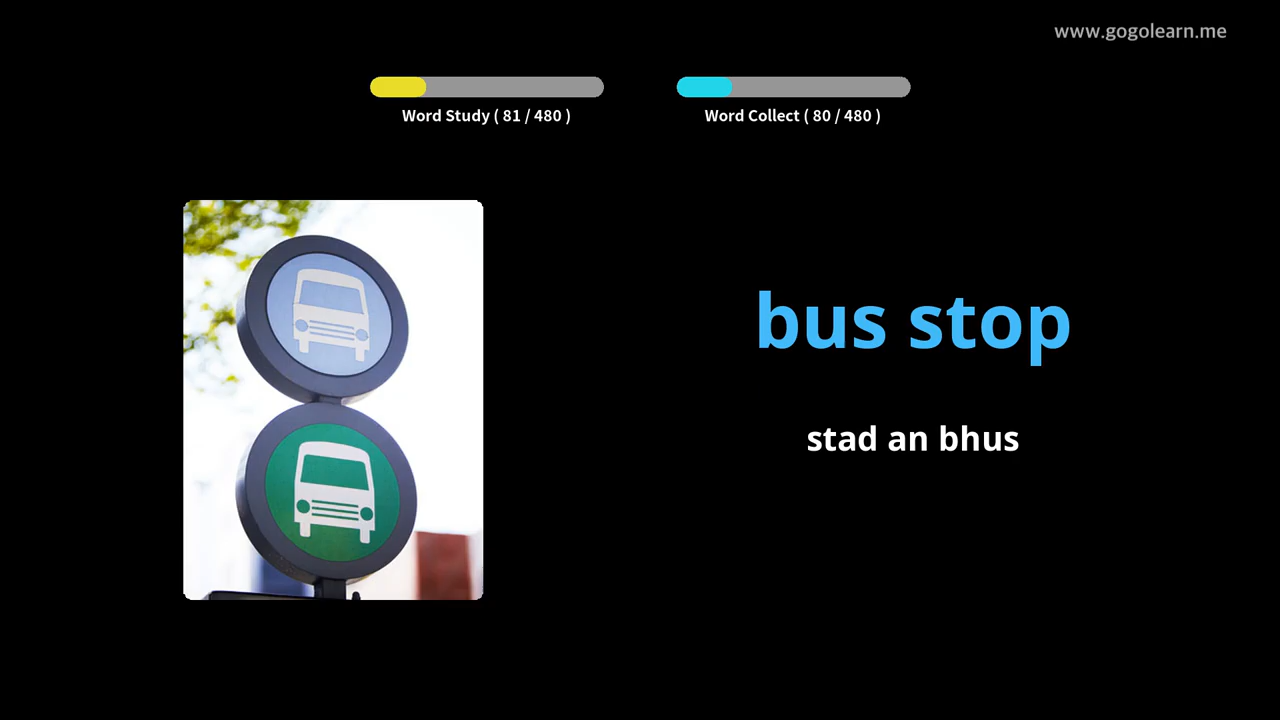 www.gogolearn.me
Word Study ( 81 / 480 )
Word Collect ( 80 / 480 )
bus stop
stad an bhus